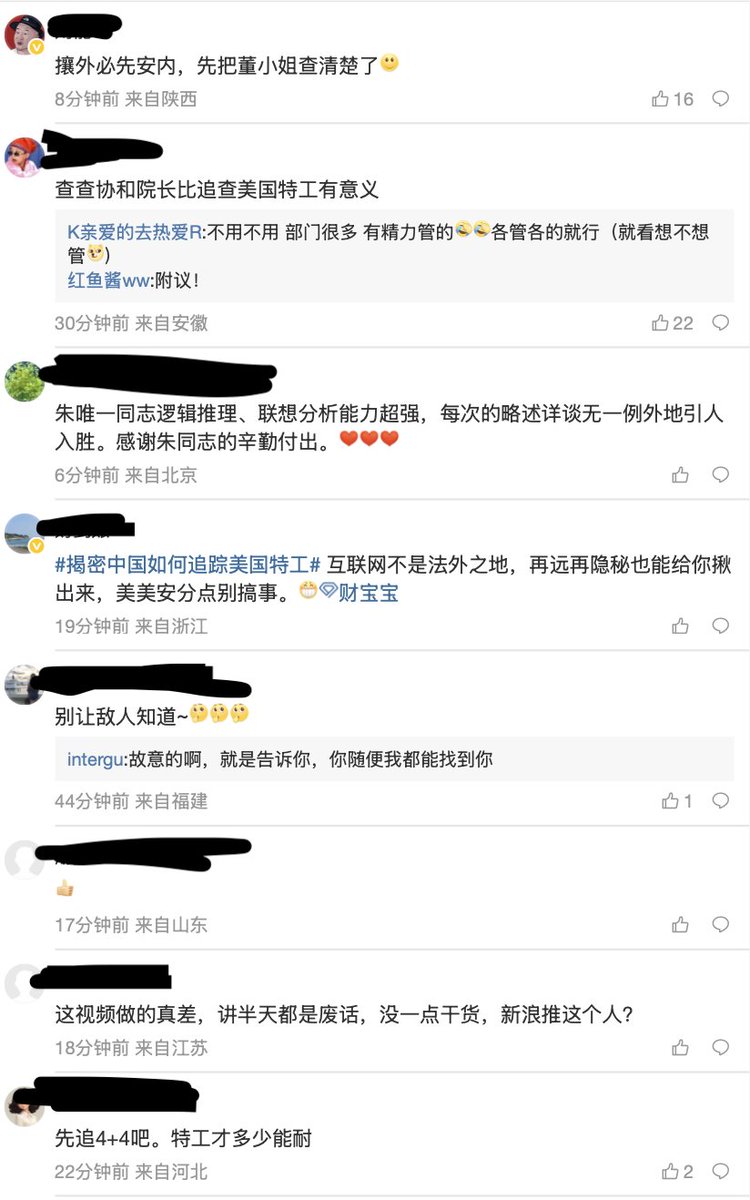 攘外必先安内，先把董小姐查清楚了
8分钟前 来自陕西
16
查查协和院长比追查美国特工有意义
K亲爱的去热爱R:不用不用 部门很多 有精力管的各管各的就行（就看想不想
管）
红鱼酱ww:附议！
30分钟前 来自安徽
22
朱唯一同志逻辑推理、联想分析能力超强，每次的略述详谈无一例外地引人
入胜。感谢朱同志的辛勤付出。
6分钟前 来自北京
#揭密中国如何追踪美国特工# 互联网不是法外之地，再远再隐秘也能给你揪
出来，美美安分点别搞事。财宝宝
19分钟前 来自浙江
别让敌人知道~
intergu:故意的啊，就是告诉你，你随便我都能找到你
44分钟前 来自福建
1
17分钟前 来自山东
这视频做的真差，讲半天都是废话，没一点干货，新浪推这个人?
18分钟前 来自江苏
先追4+4吧。特工才多少能耐
22分钟前 来自河北
2